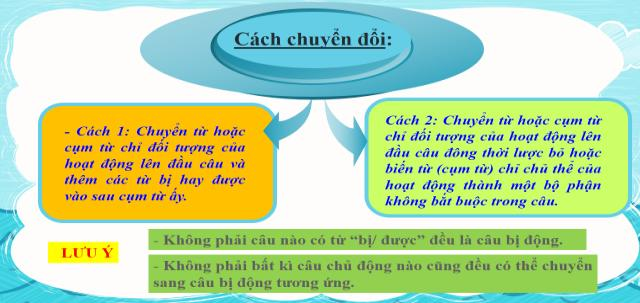 Cách chuyển đổi:
- Cách 1: Chuyển từ hoặc
cụm từ chỉ đối tượng của
hoạt động lên đầu câu và
thêm các từ bị hay được
vào sau cụm từ ấy.
Cách 2: Chuyển từ hoặc cụm từ
chỉ đối tượng của hoạt động lên
đầu câu đông thời lược bỏ hoặc
biến từ (cụm từ) chỉ chủ thể của
hoạt động thành một bộ phận
không bắt buộc trong câu.
LƯU Ý
- Không phải câu nào có từ “bị/ được” đều là câu bị động.
- Không phải bất kì câu chủ động nào cũng đều có thể chuyển
sang câu bị động tương ứng.